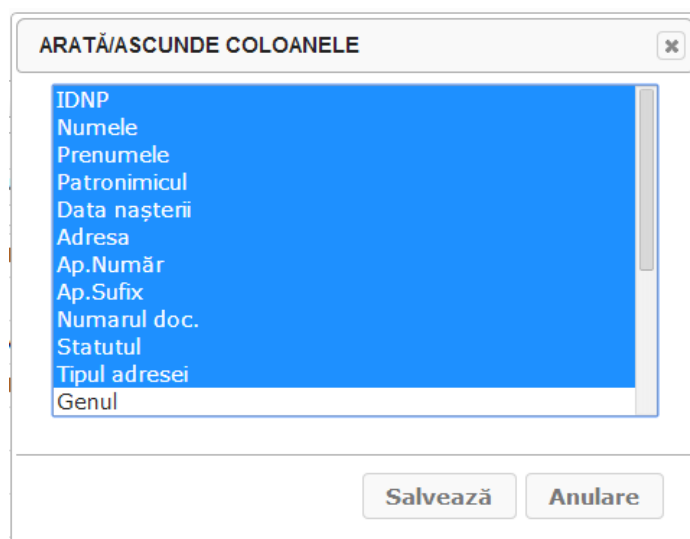 ARATĂ/ASCUNDE COLOANELE
IDNP
Numele
Prenumele
Patronimicul
Data nașterii
Adresa
Ap.Număr
Ap.Sufix
Numarul doc.
Statutul
Tipul adresei
Genul
Salvează Anulare